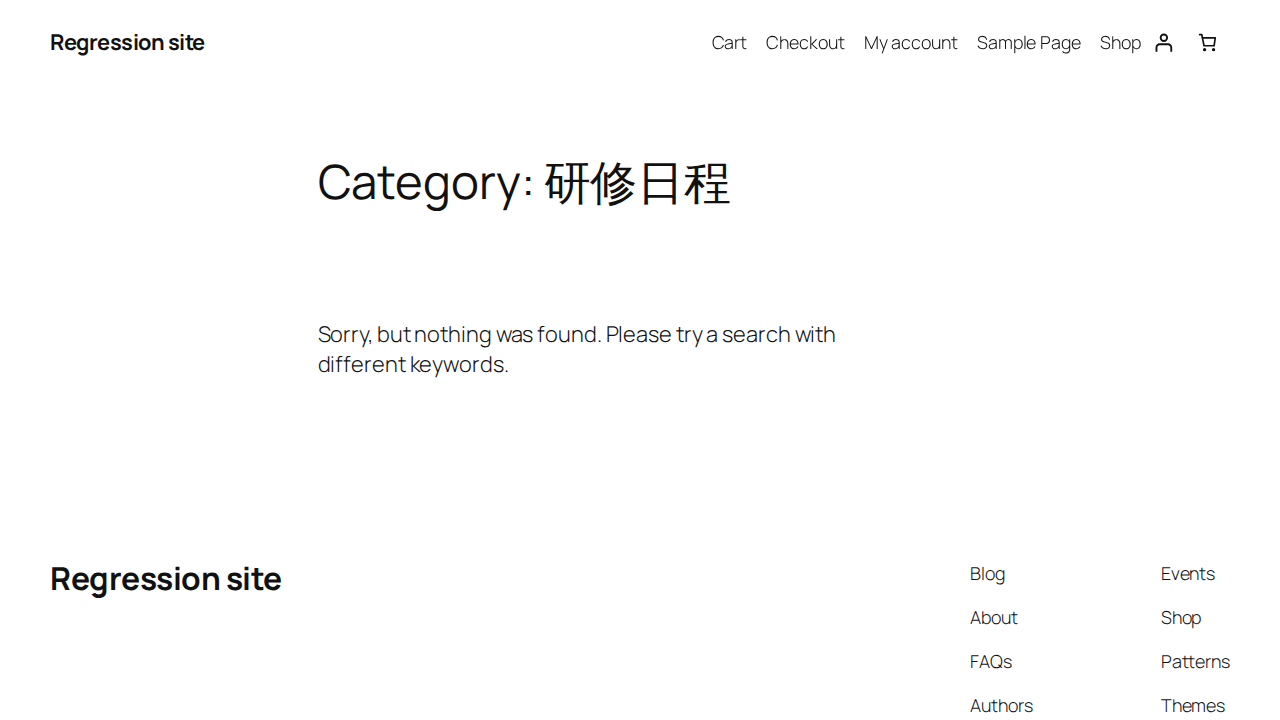 Regression site
Cart Checkout My account Sample Page Shop
Category: 研修日程
Sorry, but nothing was found. Please try a search with
different keywords.
Regression site
Blog
About
FAQs
Authors
Events
Shop
Patterns
Themes